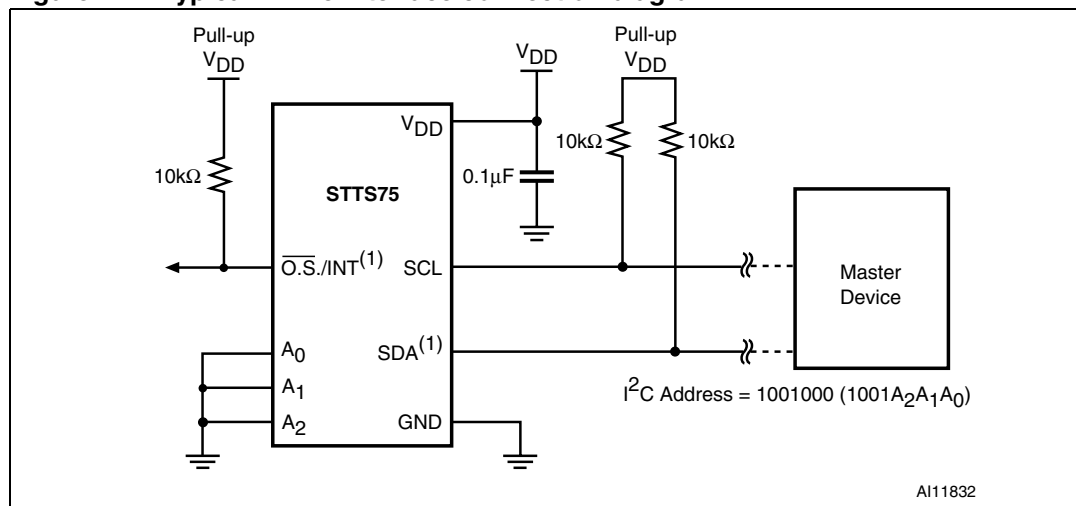 Pull-up
VDD
10kΩ
VDD
STTS75
O.S./INT(1)
SCL
A0
SDA(1)
A1
A2
GND
VDD
0.1μF
Pull-up
VDD
10kΩ
10kΩ
Master
Device
I2C Address = 1001000 (1001A2A1A0)
AI11832